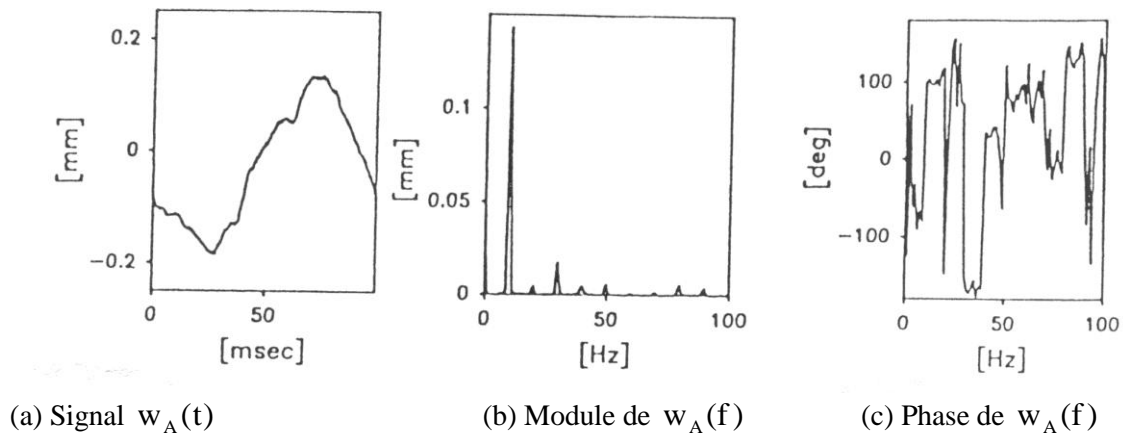 0.2
0
−0.2
[mm]
0
50
[msec]
0.1
0.05
0
[mm]
0
50
100
[Hz]
100
0
−100
[deg]
0
50
100
[Hz]
(a) Signal w_A(t)
(b) Module de w_A(f)
(c) Phase de w_A(f)